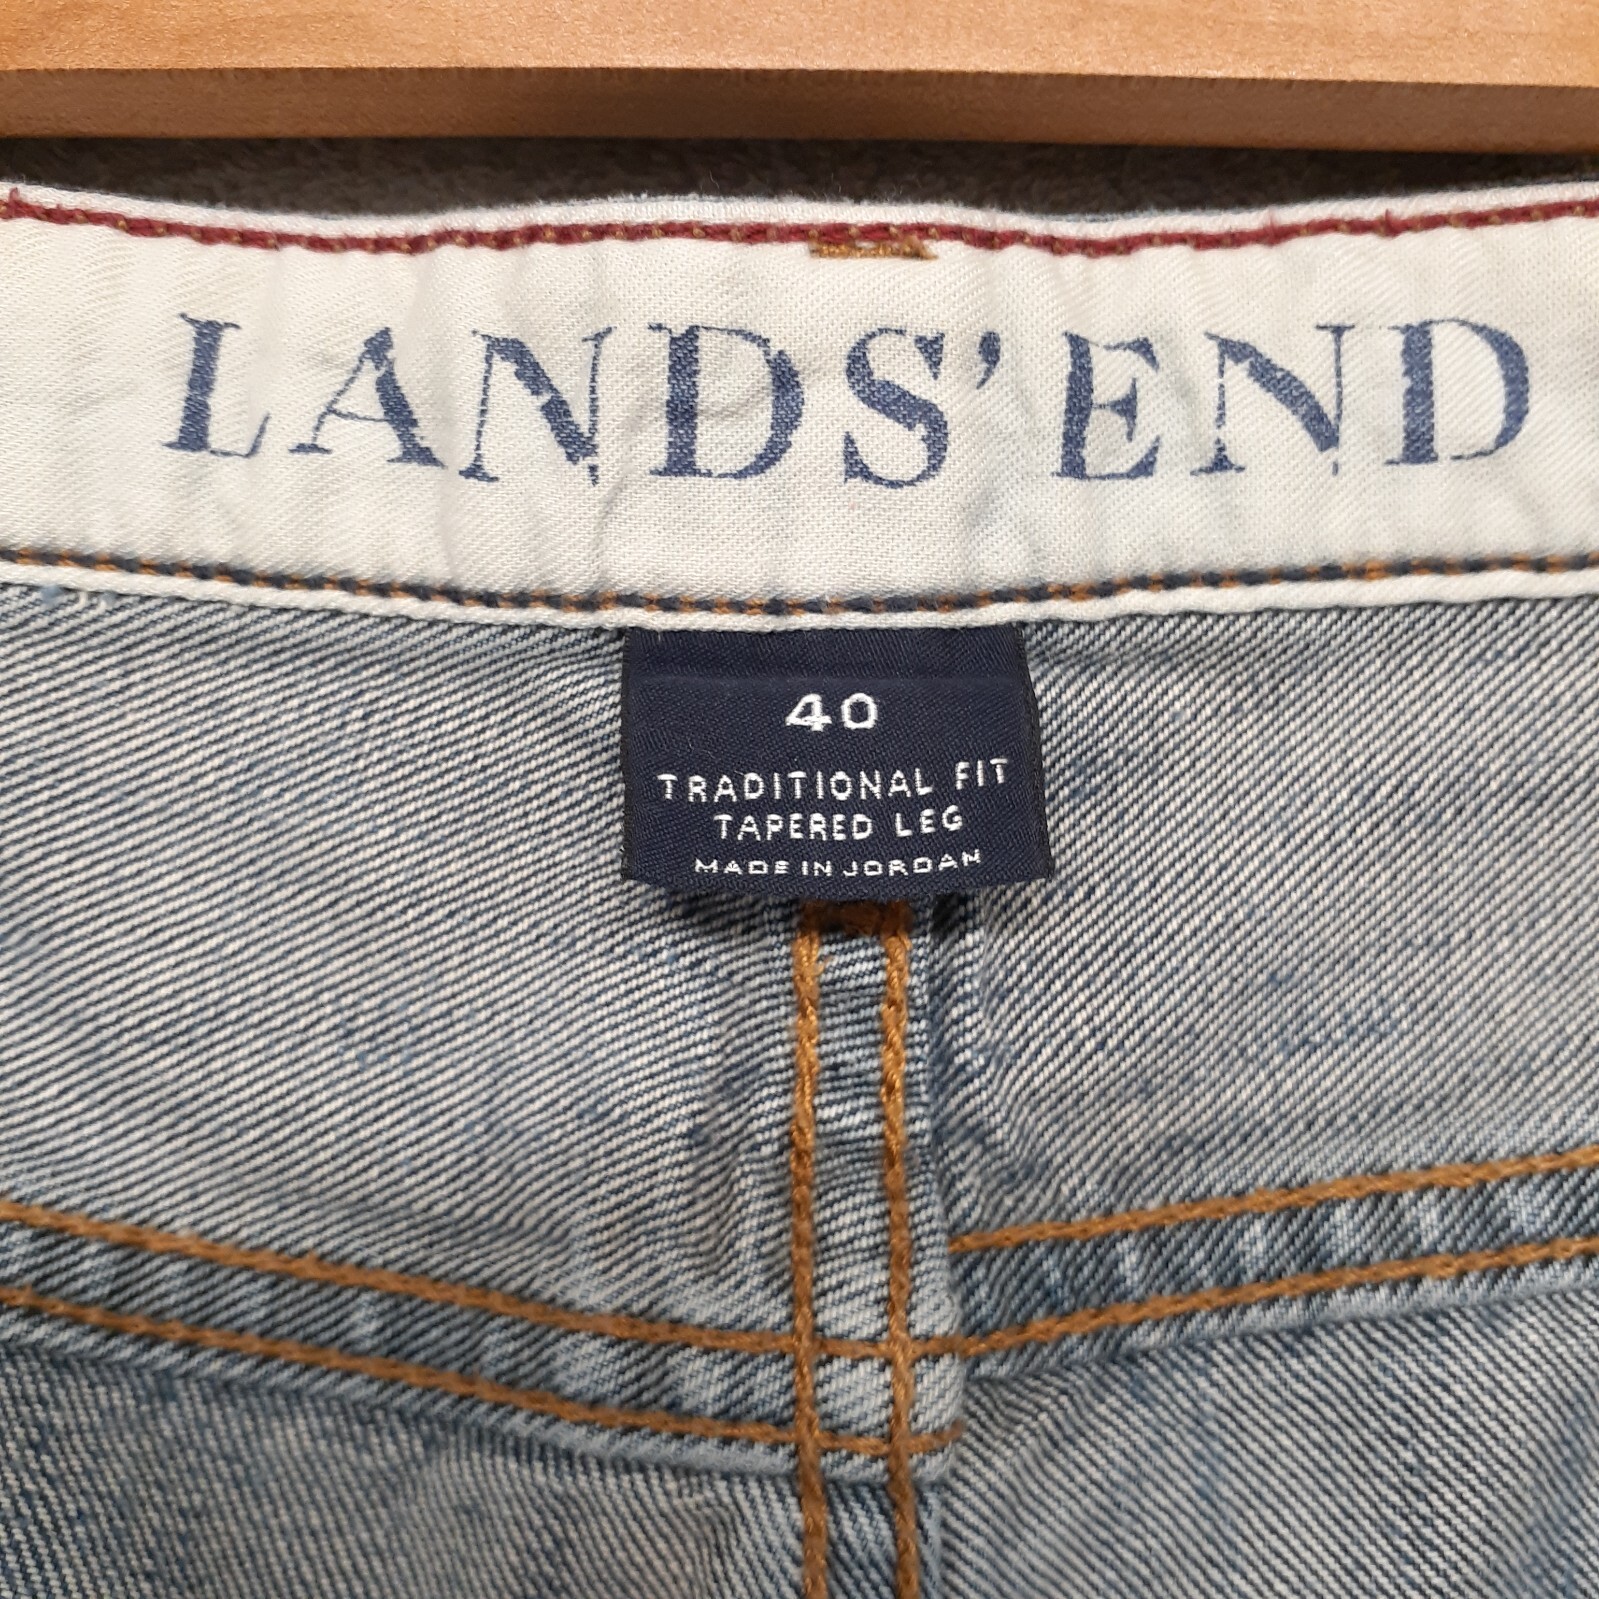 LANDS' END
40
TRADITIONAL FIT
TAPERED LEG
MADE IN JORDAN